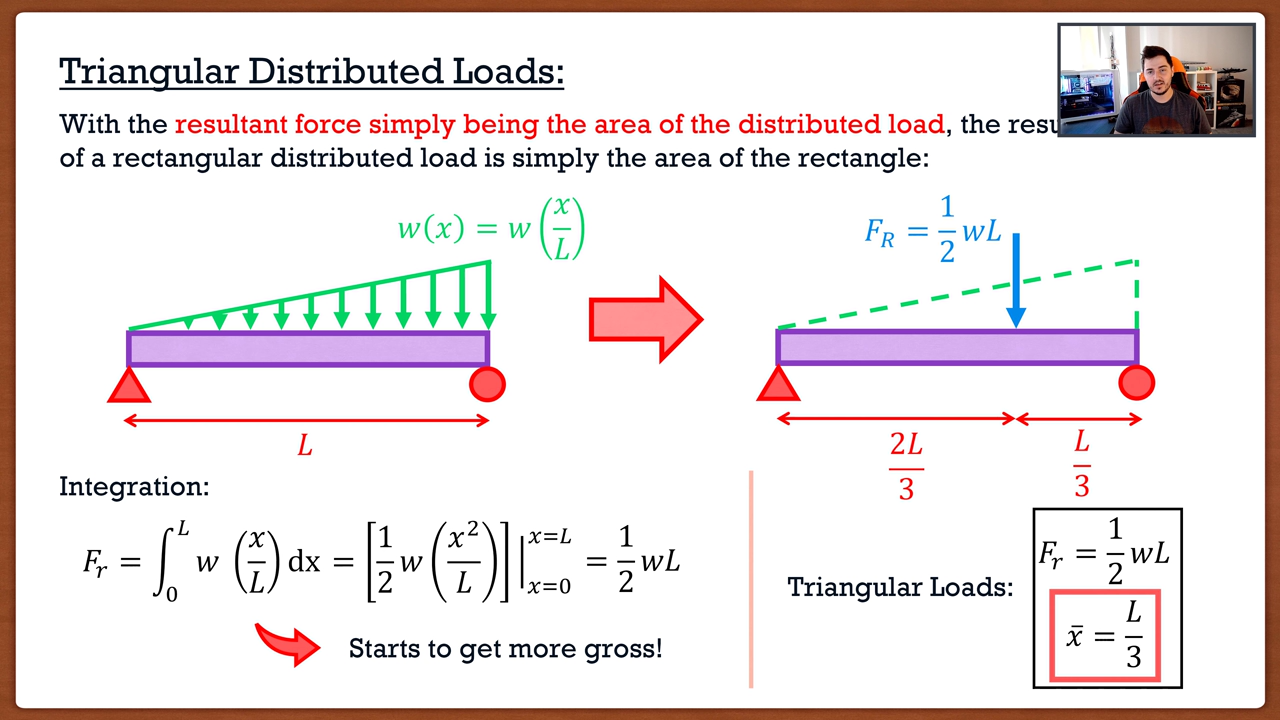 Triangular Distributed Loads:
With the resultant force simply being the area of the distributed load, the resu
of a rectangular distributed load is simply the area of the rectangle:
w(x) = w(x/L)
F_R = 1/2 wL
L
2L/3
L/3
Integration:
F_r = ∫_0^L w (x/L) dx = [1/2 w (x²/L)] |_{x=0}^{x=L} = 1/2 wL
Starts to get more gross!
Triangular Loads:
F_r = 1/2 wL
x̄ = L/3